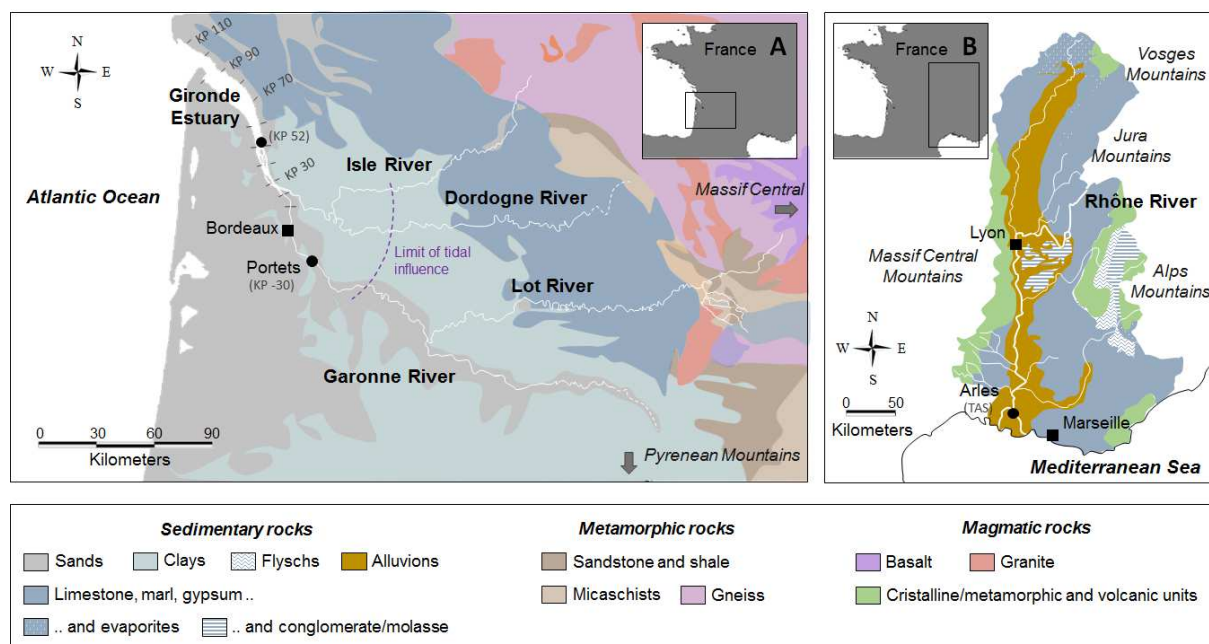 KP 110
KP 90
KP 70
(KP 52)
KP 30
N
W
E
S
Gironde
Estuary
Atlantic Ocean
Isle River
Dordogne River
Massif Central
Bordeaux
Portets
(KP -30)
Limit of tidal
influence
Lot River
Garonne River
0 30 60 90
Kilometers
Pyrenean Mountains
France
A
France
B
Vosges
Mountains
Jura
Mountains
Rhône River
Lyon
Massif Central
Mountains
Alps
Mountains
N
W
E
S
Arles
(TAS)
0 50
Kilometers
Marseille
Mediterranean Sea
Sedimentary rocks
Sands
Clays
Flyschs
Alluvions
Limestone, marl, gypsum ..
.. and evaporites
.. and conglomerate/molasse
Metamorphic rocks
Sandstone and shale
Micaschists
Gneiss
Magmatic rocks
Basalt
Granite
Cristalline/metamorphic and volcanic units